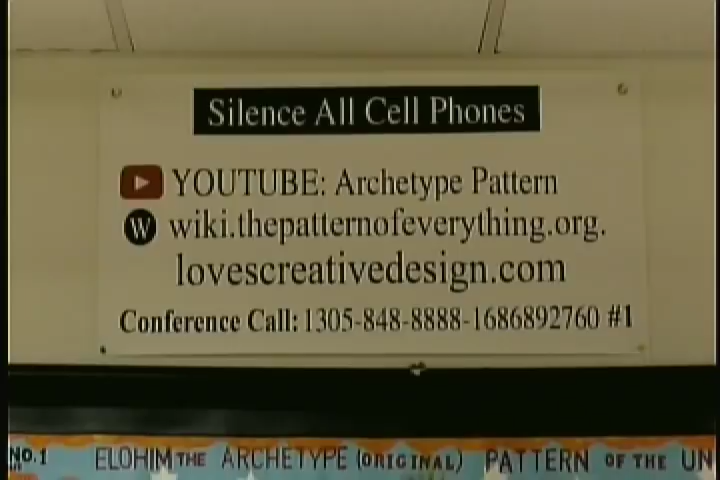 Silence All Cell Phones
YOUTUBE: Archetype Pattern
W wiki.thepatternofeverything.org.
lovescreativedesign.com
Conference Call: 1305-848-8888-1686892760 #1
NO.1 ELOHIM THE ARCHETYPE (ORIGINAL) PATTERN OF THE UN